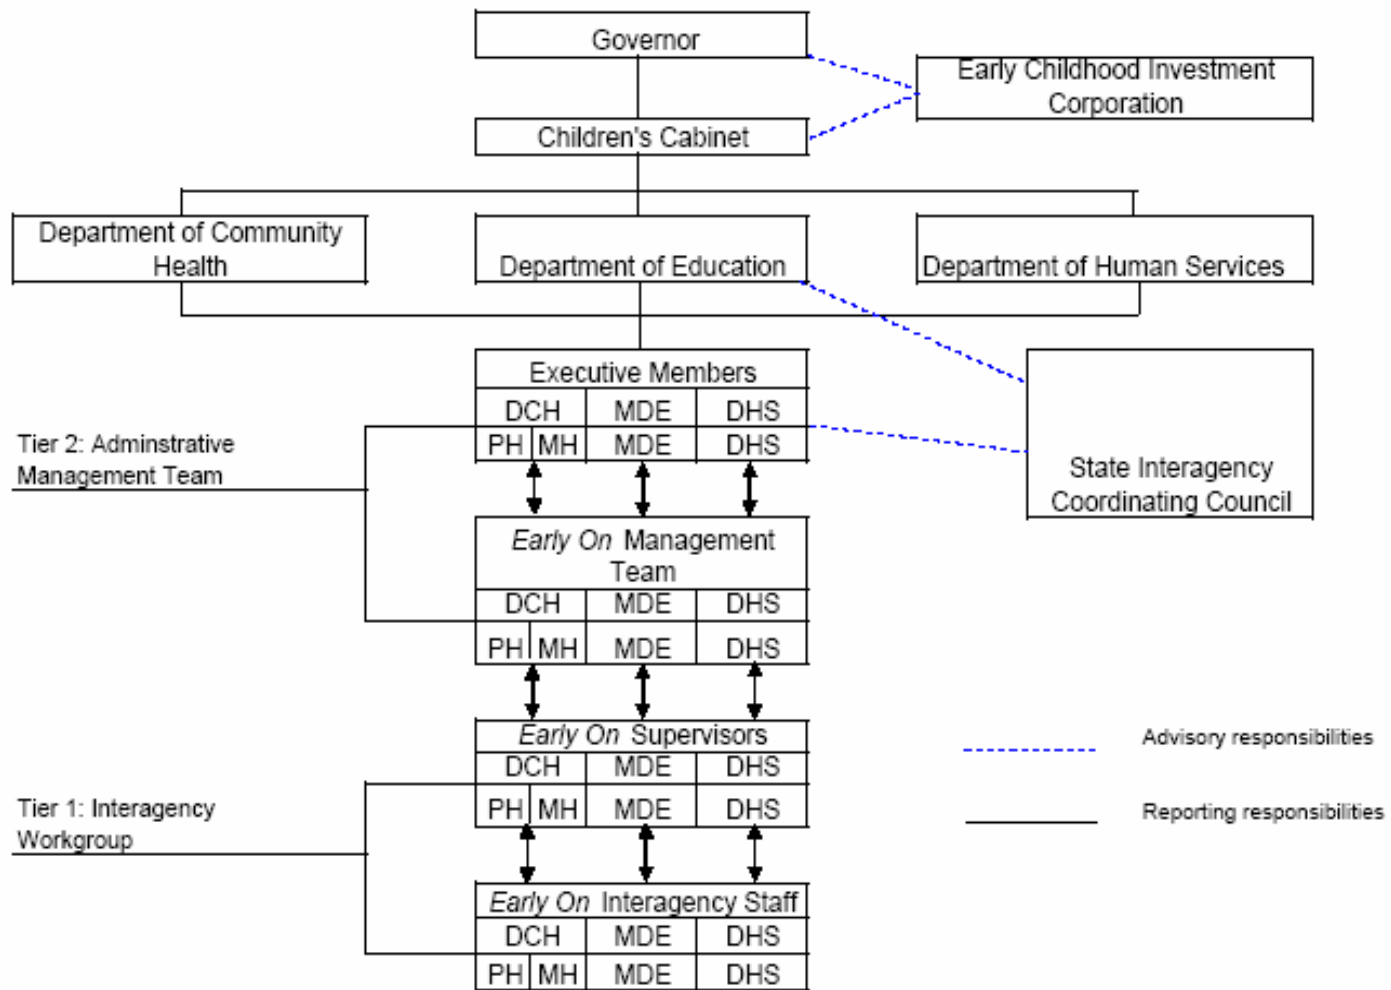 Governor
Early Childhood Investment
Corporation
Children's Cabinet
Department of Community
Health
Department of Education
Department of Human Services
Executive Members
DCH MDE DHS
PH MH MDE DHS
Tier 2: Adminstrative
Management Team
State Interagency
Coordinating Council
Early On Management
Team
DCH MDE DHS
PH MH MDE DHS
Early On Supervisors
DCH MDE DHS
PH MH MDE DHS
Tier 1: Interagency
Workgroup
Advisory responsibilities
Reporting responsibilities
Early On Interagency Staff
DCH MDE DHS
PH MH MDE DHS